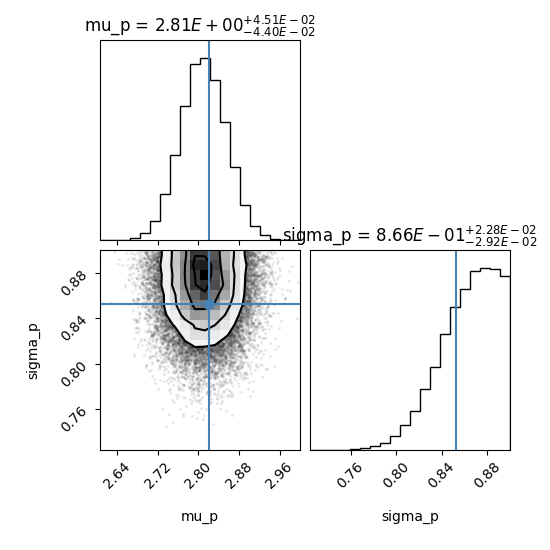 mu_p = 2.81E + 00+4.51E − 02 −4.40E − 02
sigma_p = 8.66E − 01+2.28E − 02 −2.92E − 02
0.88
0.84
0.80
0.76
sigma_p
2.64 2.72 2.80 2.88 2.96
0.76 0.80 0.84 0.88
mu_p
sigma_p